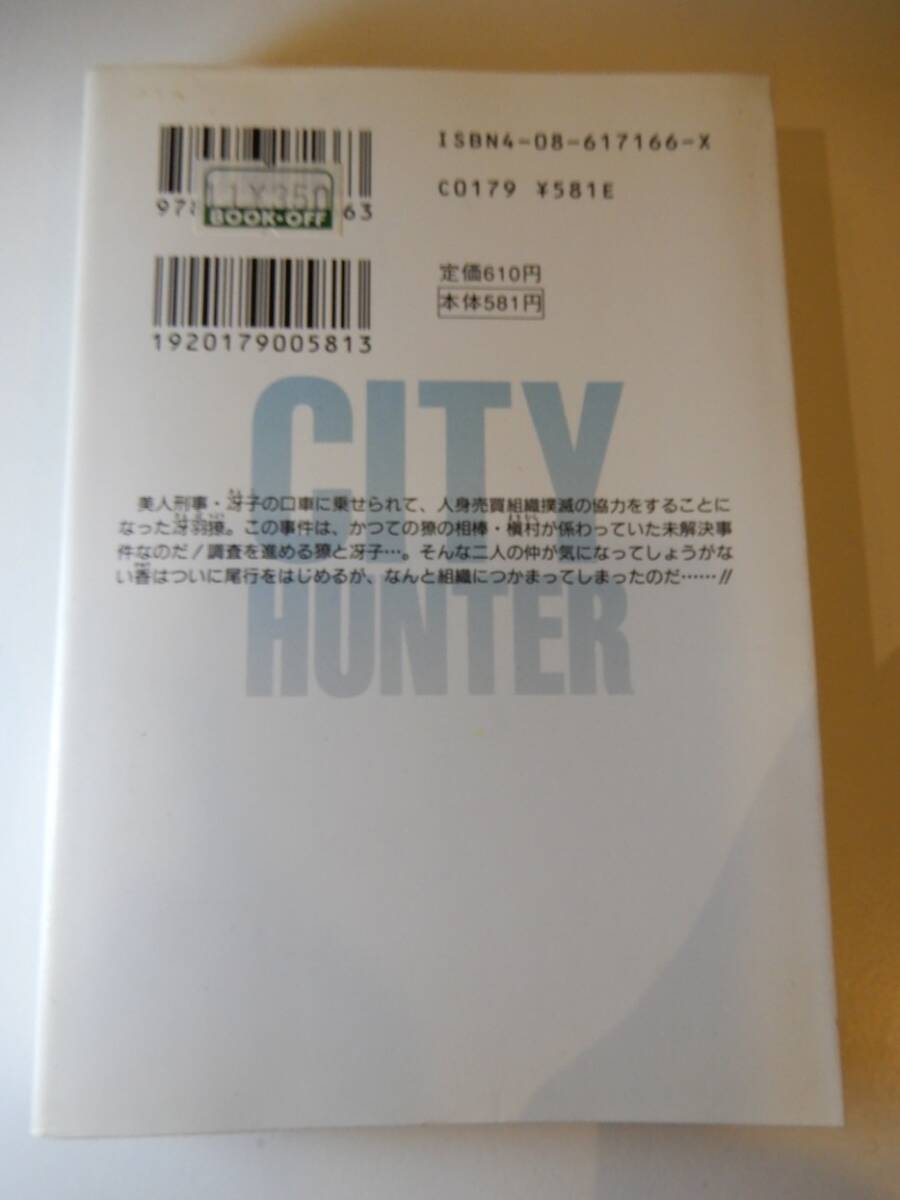 ISBN4-08-617166-X
C0179 ¥581E
11 ¥350
BOOK・OFF
定価610円
本体581円
1920179005813
CITY
美人刑事・冴子の口車に乗せられて、人身売買組織撲滅の協力をすることに
なった冴羽獠。この事件は、かつての獠の相棒・槇村が係わっていた未解決事
件なのだ！調査を進める獠と冴子…。そんな二人の仲が気になってしょうがな
い香はついに尾行をはじめるが、なんと組織につかまってしまったのだ……！！
HUNTER